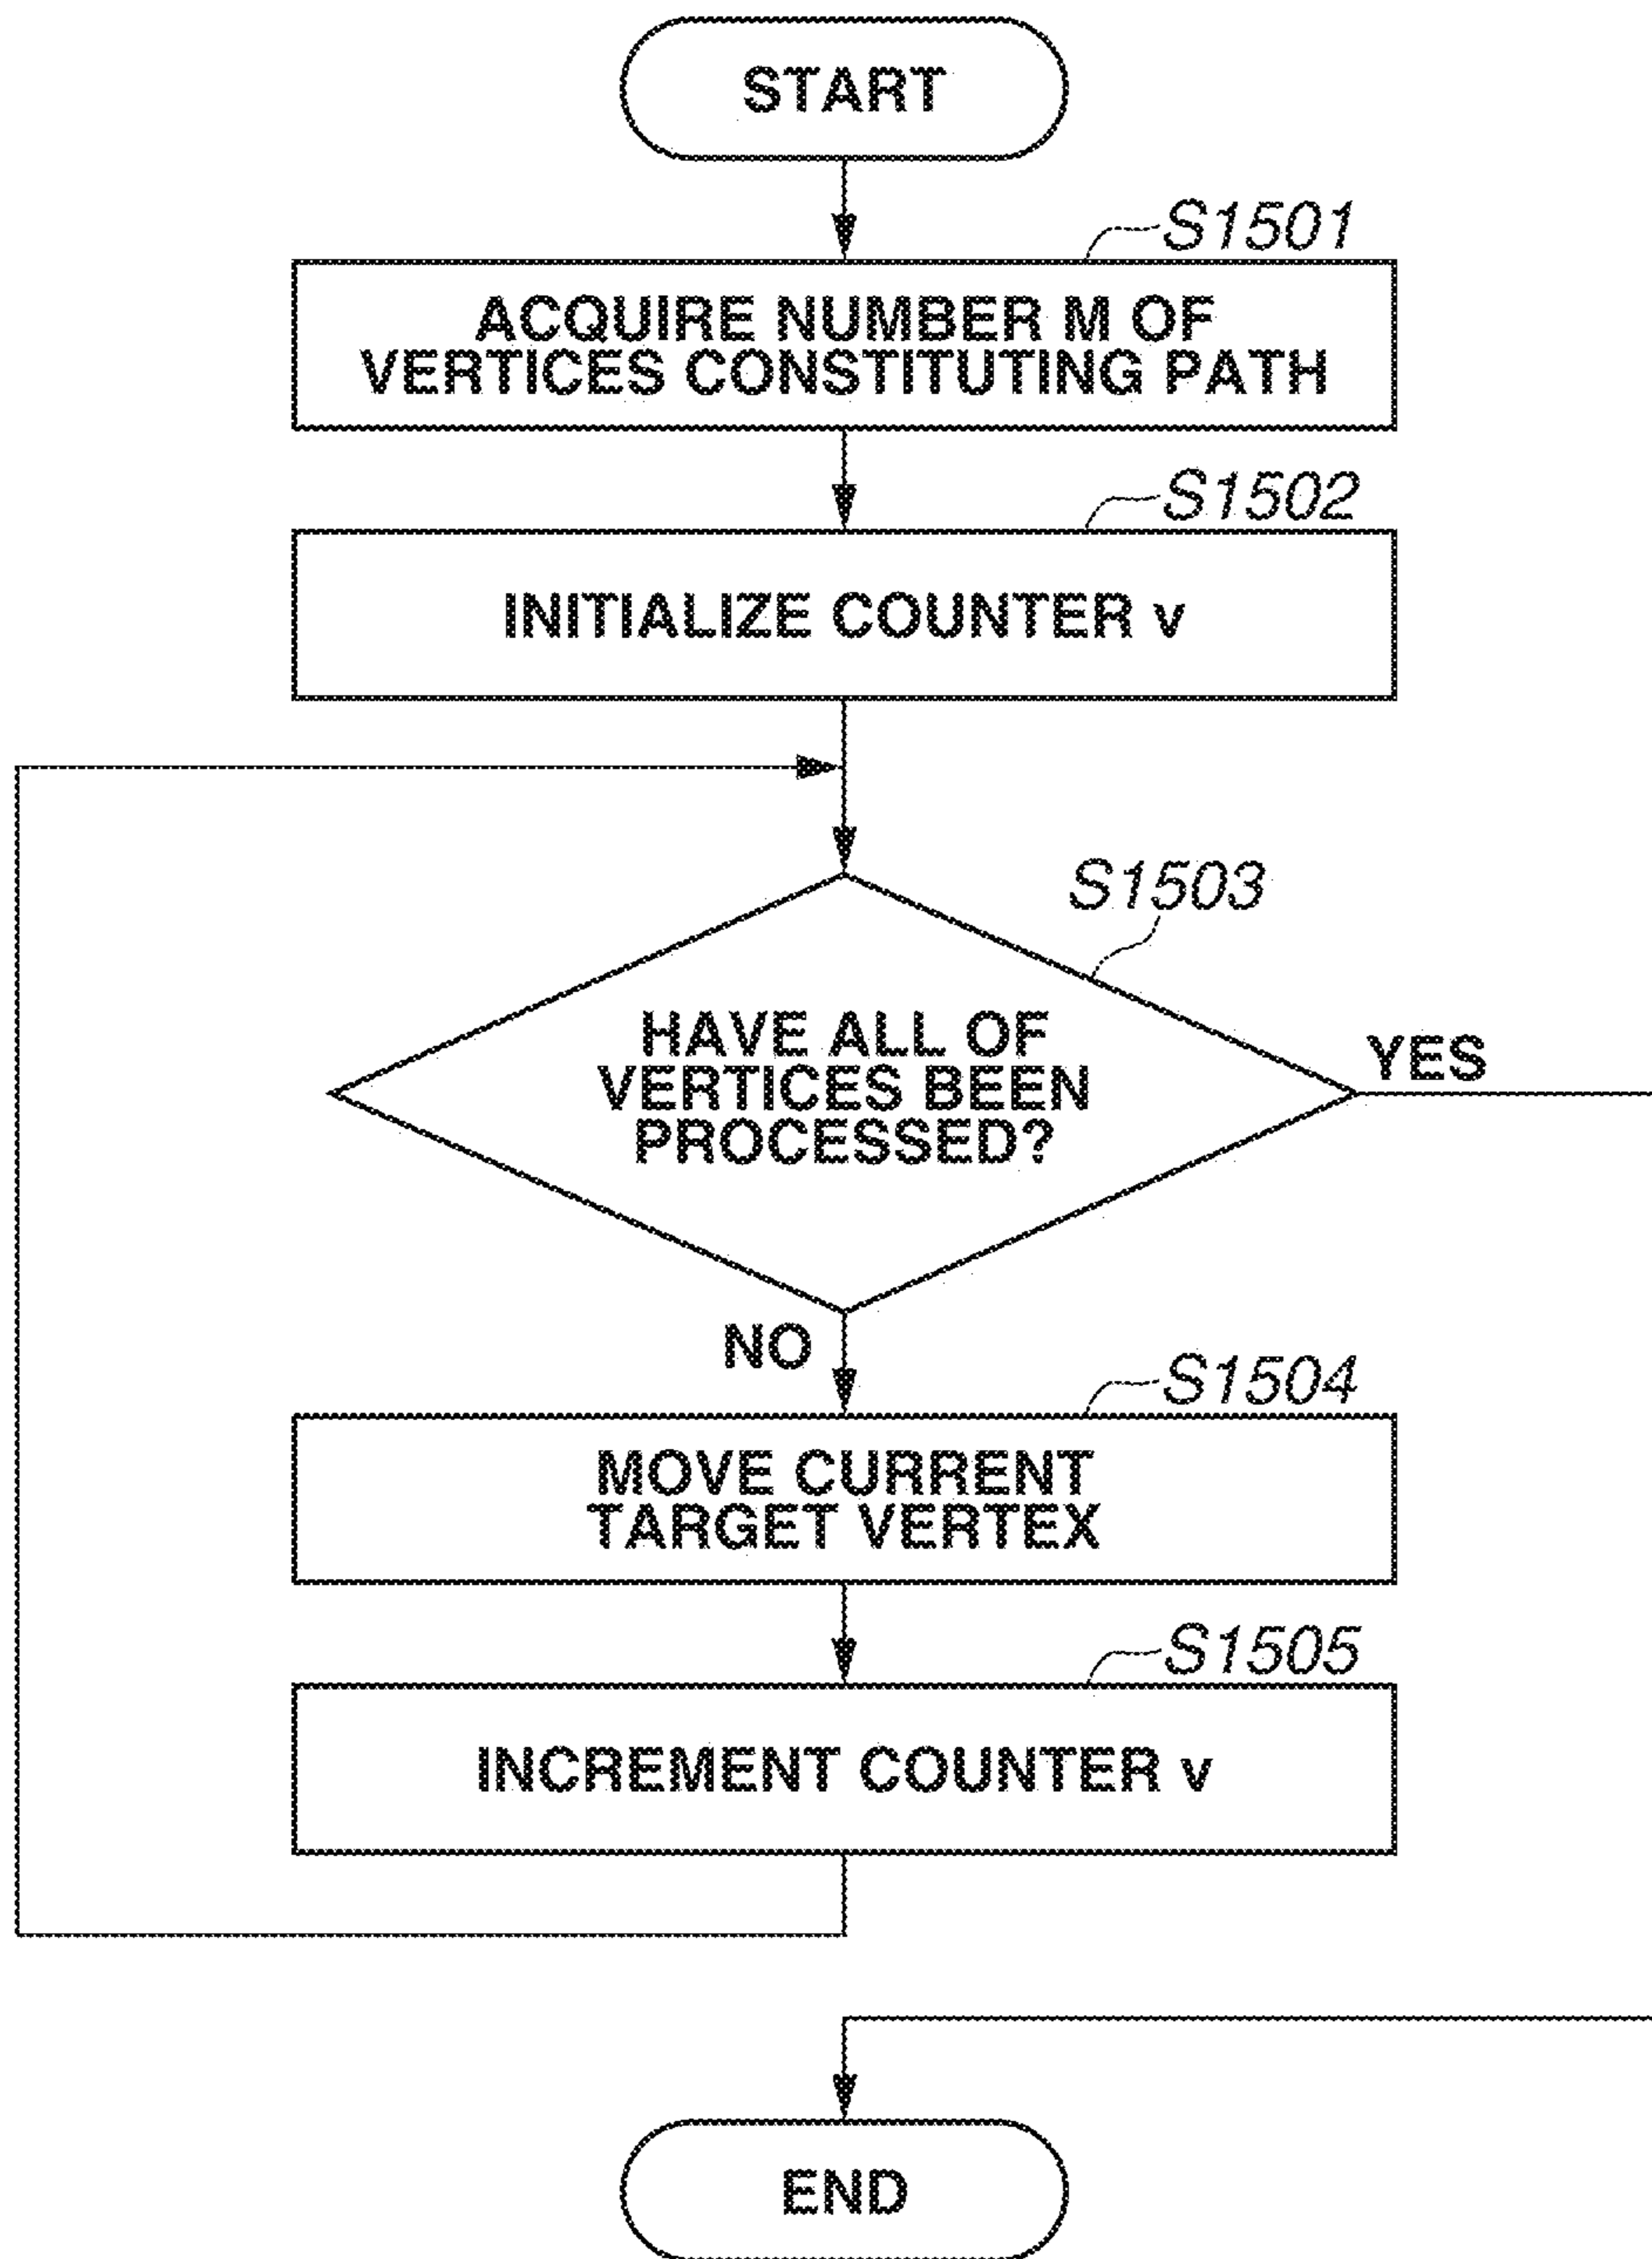 START
S1501
ACQUIRE NUMBER M OF
VERTICES CONSTITUTING PATH
S1502
INITIALIZE COUNTER v
S1503
HAVE ALL OF
VERTICES BEEN
PROCESSED?
YES
NO
S1504
MOVE CURRENT
TARGET VERTEX
S1505
INCREMENT COUNTER v
END